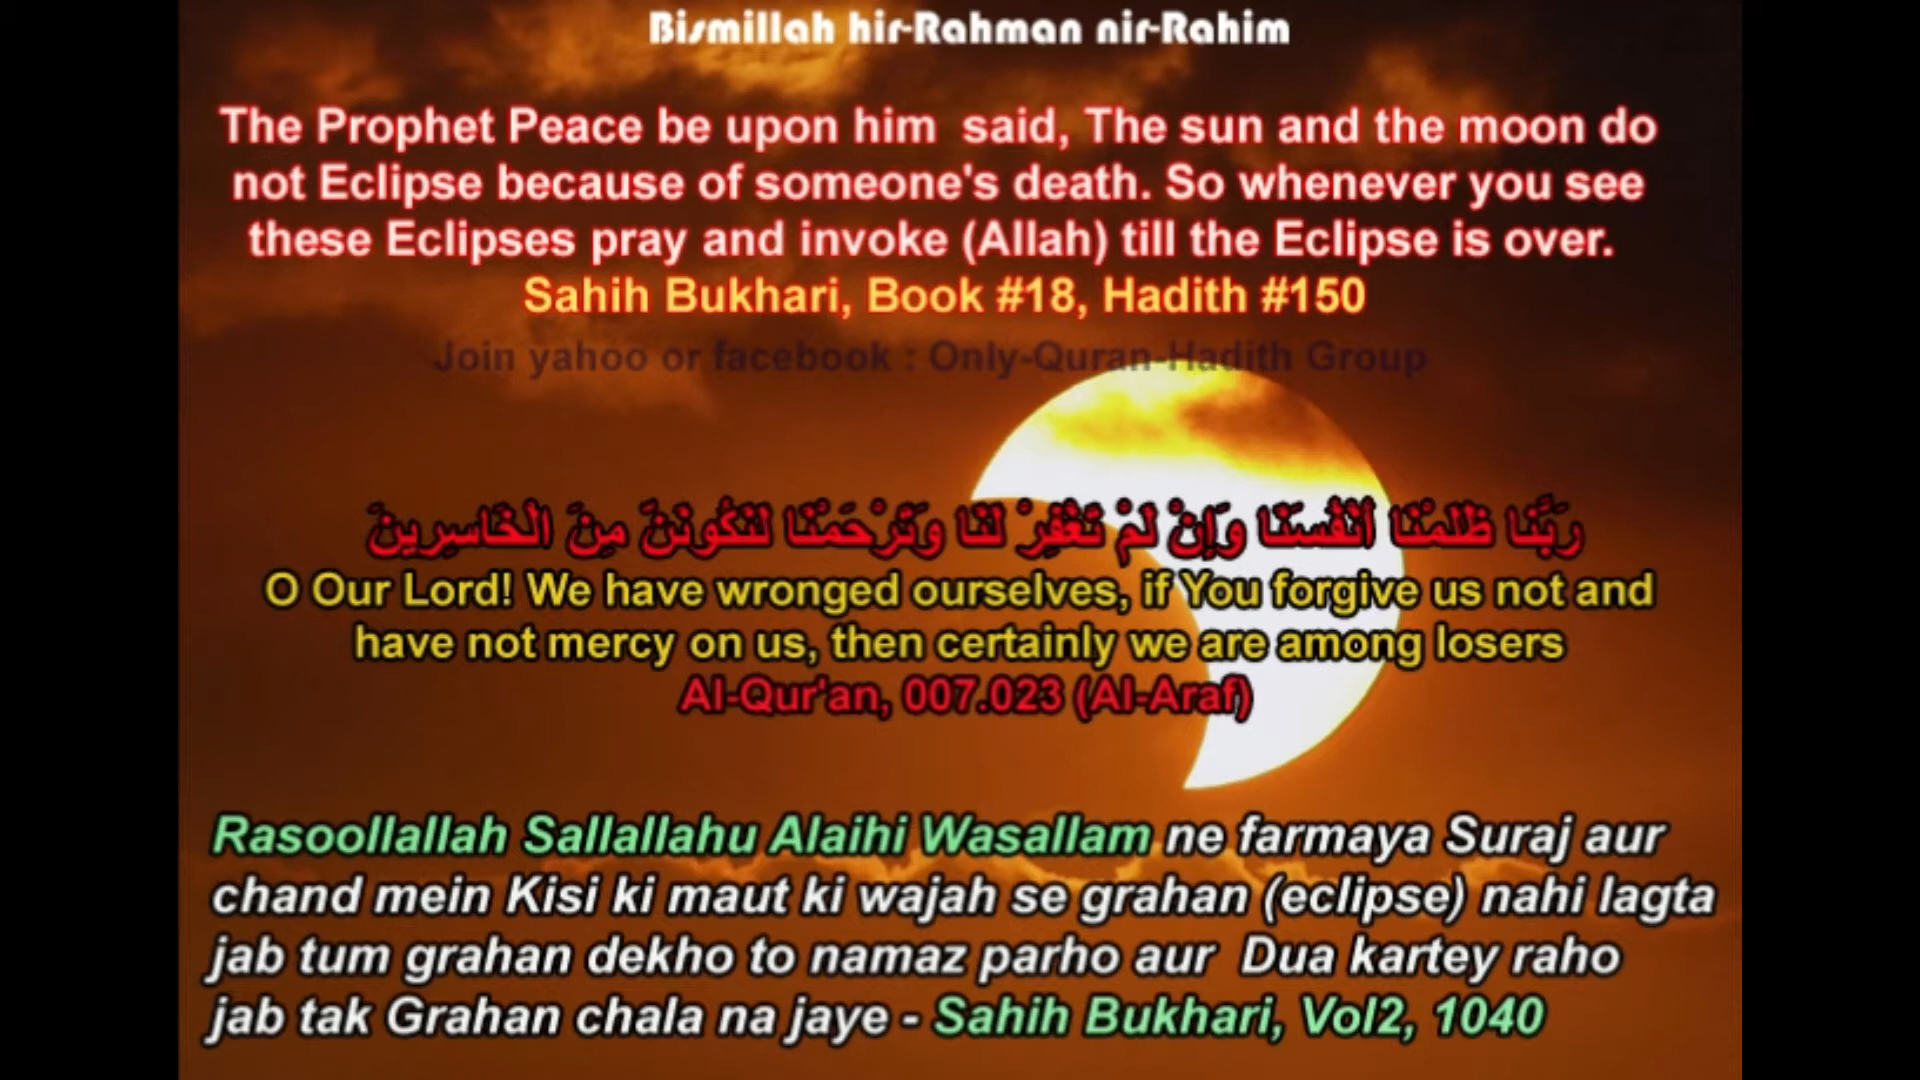 Bismillah hir-Rahman nir-Rahim
The Prophet Peace be upon him said, The sun and the moon do
not Eclipse because of someone's death. So whenever you see
these Eclipses pray and invoke (Allah) till the Eclipse is over.
Sahih Bukhari, Book #18, Hadith #150
Join yahoo or facebook : Only-Quran-Hadith Group
رَبَّنَا ظَلَمْنَا أَنْفُسَنَا وَإِنْ لَمْ تَغْفِرْ لَنَا وَتَرْحَمْنَا لَنَكُونَنَّ مِنَ الْخَاسِرِينَ
O Our Lord! We have wronged ourselves, if You forgive us not and
have not mercy on us, then certainly we are among losers
Al-Qur'an, 007.023 (Al-Araf)
Rasoollallah Sallallahu Alaihi Wasallam ne farmaya Suraj aur
chand mein Kisi ki maut ki wajah se grahan (eclipse) nahi lagta
jab tum grahan dekho to namaz parho aur Dua kartey raho
jab tak Grahan chala na jaye - Sahih Bukhari, Vol2, 1040